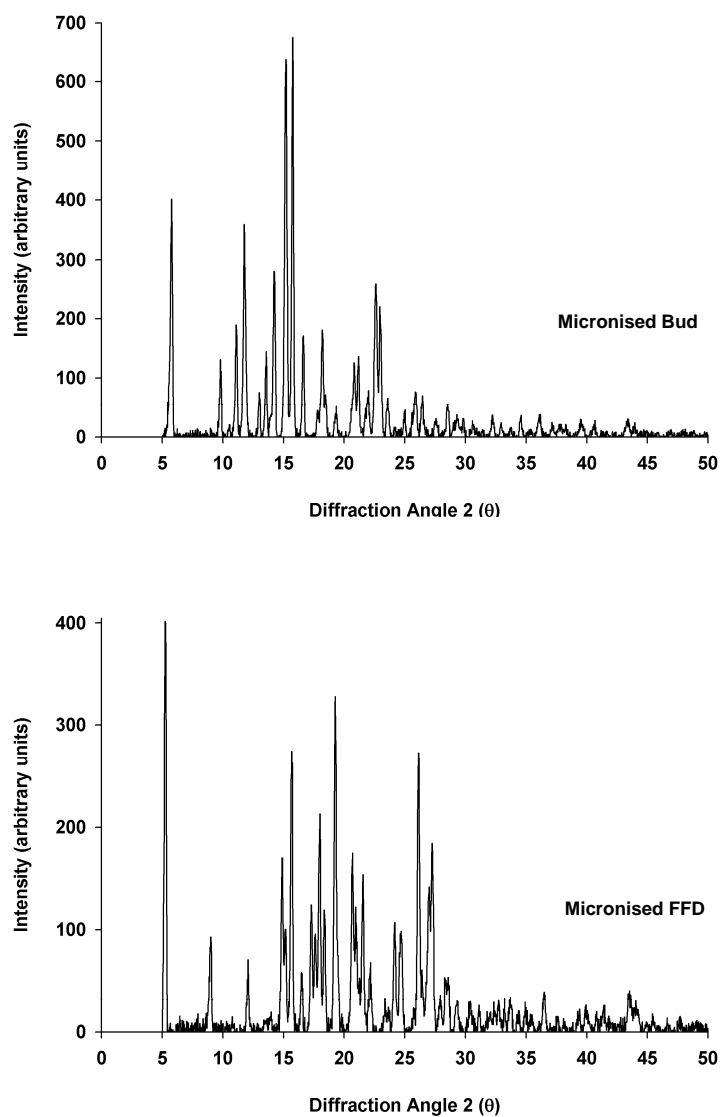 700
600
500
400
300
200
100
0
Intensity (arbitrary units)
Micronised Bud
0 5 10 15 20 25 30 35 40 45 50
Diffraction Angle 2 (θ)
400
300
200
100
0
Intensity (arbitrary units)
Micronised FFD
0 5 10 15 20 25 30 35 40 45 50
Diffraction Angle 2 (θ)